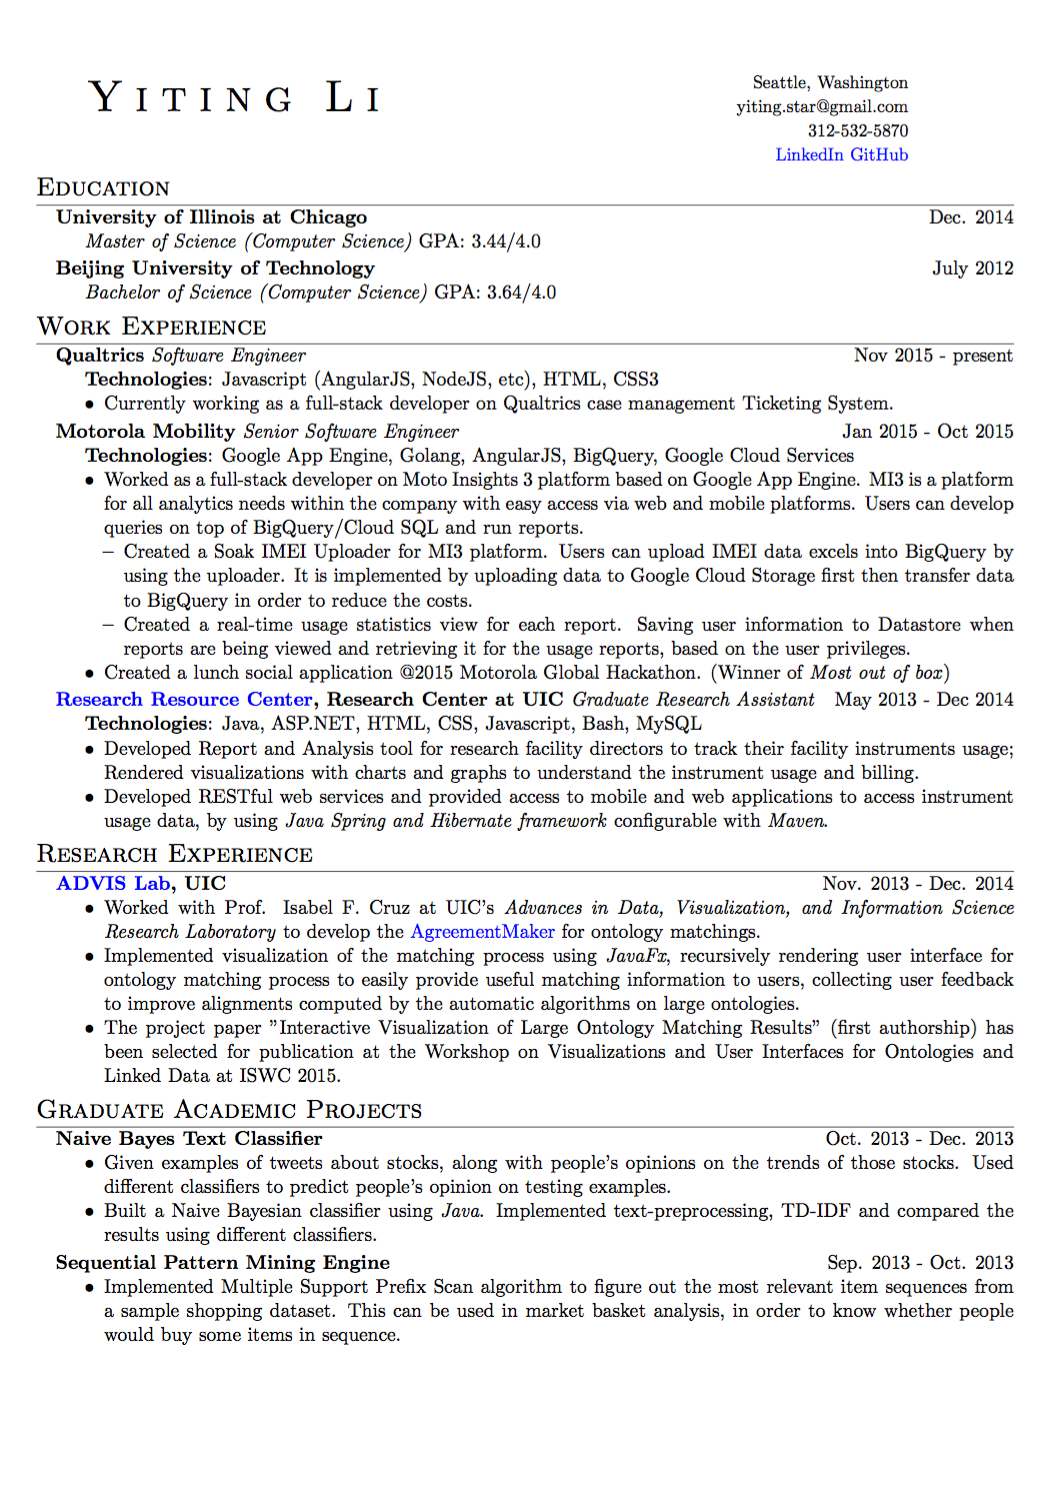 Yiting Li
Seattle, Washington
yiting.star@gmail.com
312-532-5870
LinkedIn GitHub
Education
University of Illinois at Chicago Dec. 2014
Master of Science (Computer Science) GPA: 3.44/4.0
Beijing University of Technology July 2012
Bachelor of Science (Computer Science) GPA: 3.64/4.0
Work Experience
Qualtrics Software Engineer Nov 2015 - present
Technologies: Javascript (AngularJS, NodeJS, etc), HTML, CSS3
• Currently working as a full-stack developer on Qualtrics case management Ticketing System.
Motorola Mobility Senior Software Engineer Jan 2015 - Oct 2015
Technologies: Google App Engine, Golang, AngularJS, BigQuery, Google Cloud Services
• Worked as a full-stack developer on Moto Insights 3 platform based on Google App Engine. MI3 is a platform
for all analytics needs within the company with easy access via web and mobile platforms. Users can develop
queries on top of BigQuery/Cloud SQL and run reports.
– Created a Soak IMEI Uploader for MI3 platform. Users can upload IMEI data excels into BigQuery by
using the uploader. It is implemented by uploading data to Google Cloud Storage first then transfer data
to BigQuery in order to reduce the costs.
– Created a real-time usage statistics view for each report. Saving user information to Datastore when
reports are being viewed and retrieving it for the usage reports, based on the user privileges.
• Created a lunch social application @2015 Motorola Global Hackathon. (Winner of Most out of box)
Research Resource Center, Research Center at UIC Graduate Research Assistant May 2013 - Dec 2014
Technologies: Java, ASP.NET, HTML, CSS, Javascript, Bash, MySQL
• Developed Report and Analysis tool for research facility directors to track their facility instruments usage;
Rendered visualizations with charts and graphs to understand the instrument usage and billing.
• Developed RESTful web services and provided access to mobile and web applications to access instrument
usage data, by using Java Spring and Hibernate framework configurable with Maven.
Research Experience
ADVIS Lab, UIC Nov. 2013 - Dec. 2014
• Worked with Prof. Isabel F. Cruz at UIC's Advances in Data, Visualization, and Information Science
Research Laboratory to develop the AgreementMaker for ontology matchings.
• Implemented visualization of the matching process using JavaFx, recursively rendering user interface for
ontology matching process to easily provide useful matching information to users, collecting user feedback
to improve alignments computed by the automatic algorithms on large ontologies.
• The project paper ”Interactive Visualization of Large Ontology Matching Results” (first authorship) has
been selected for publication at the Workshop on Visualizations and User Interfaces for Ontologies and
Linked Data at ISWC 2015.
Graduate Academic Projects
Naive Bayes Text Classifier Oct. 2013 - Dec. 2013
• Given examples of tweets about stocks, along with people's opinions on the trends of those stocks. Used
different classifiers to predict people's opinion on testing examples.
• Built a Naive Bayesian classifier using Java. Implemented text-preprocessing, TD-IDF and compared the
results using different classifiers.
Sequential Pattern Mining Engine Sep. 2013 - Oct. 2013
• Implemented Multiple Support Prefix Scan algorithm to figure out the most relevant item sequences from
a sample shopping dataset. This can be used in market basket analysis, in order to know whether people
would buy some items in sequence.